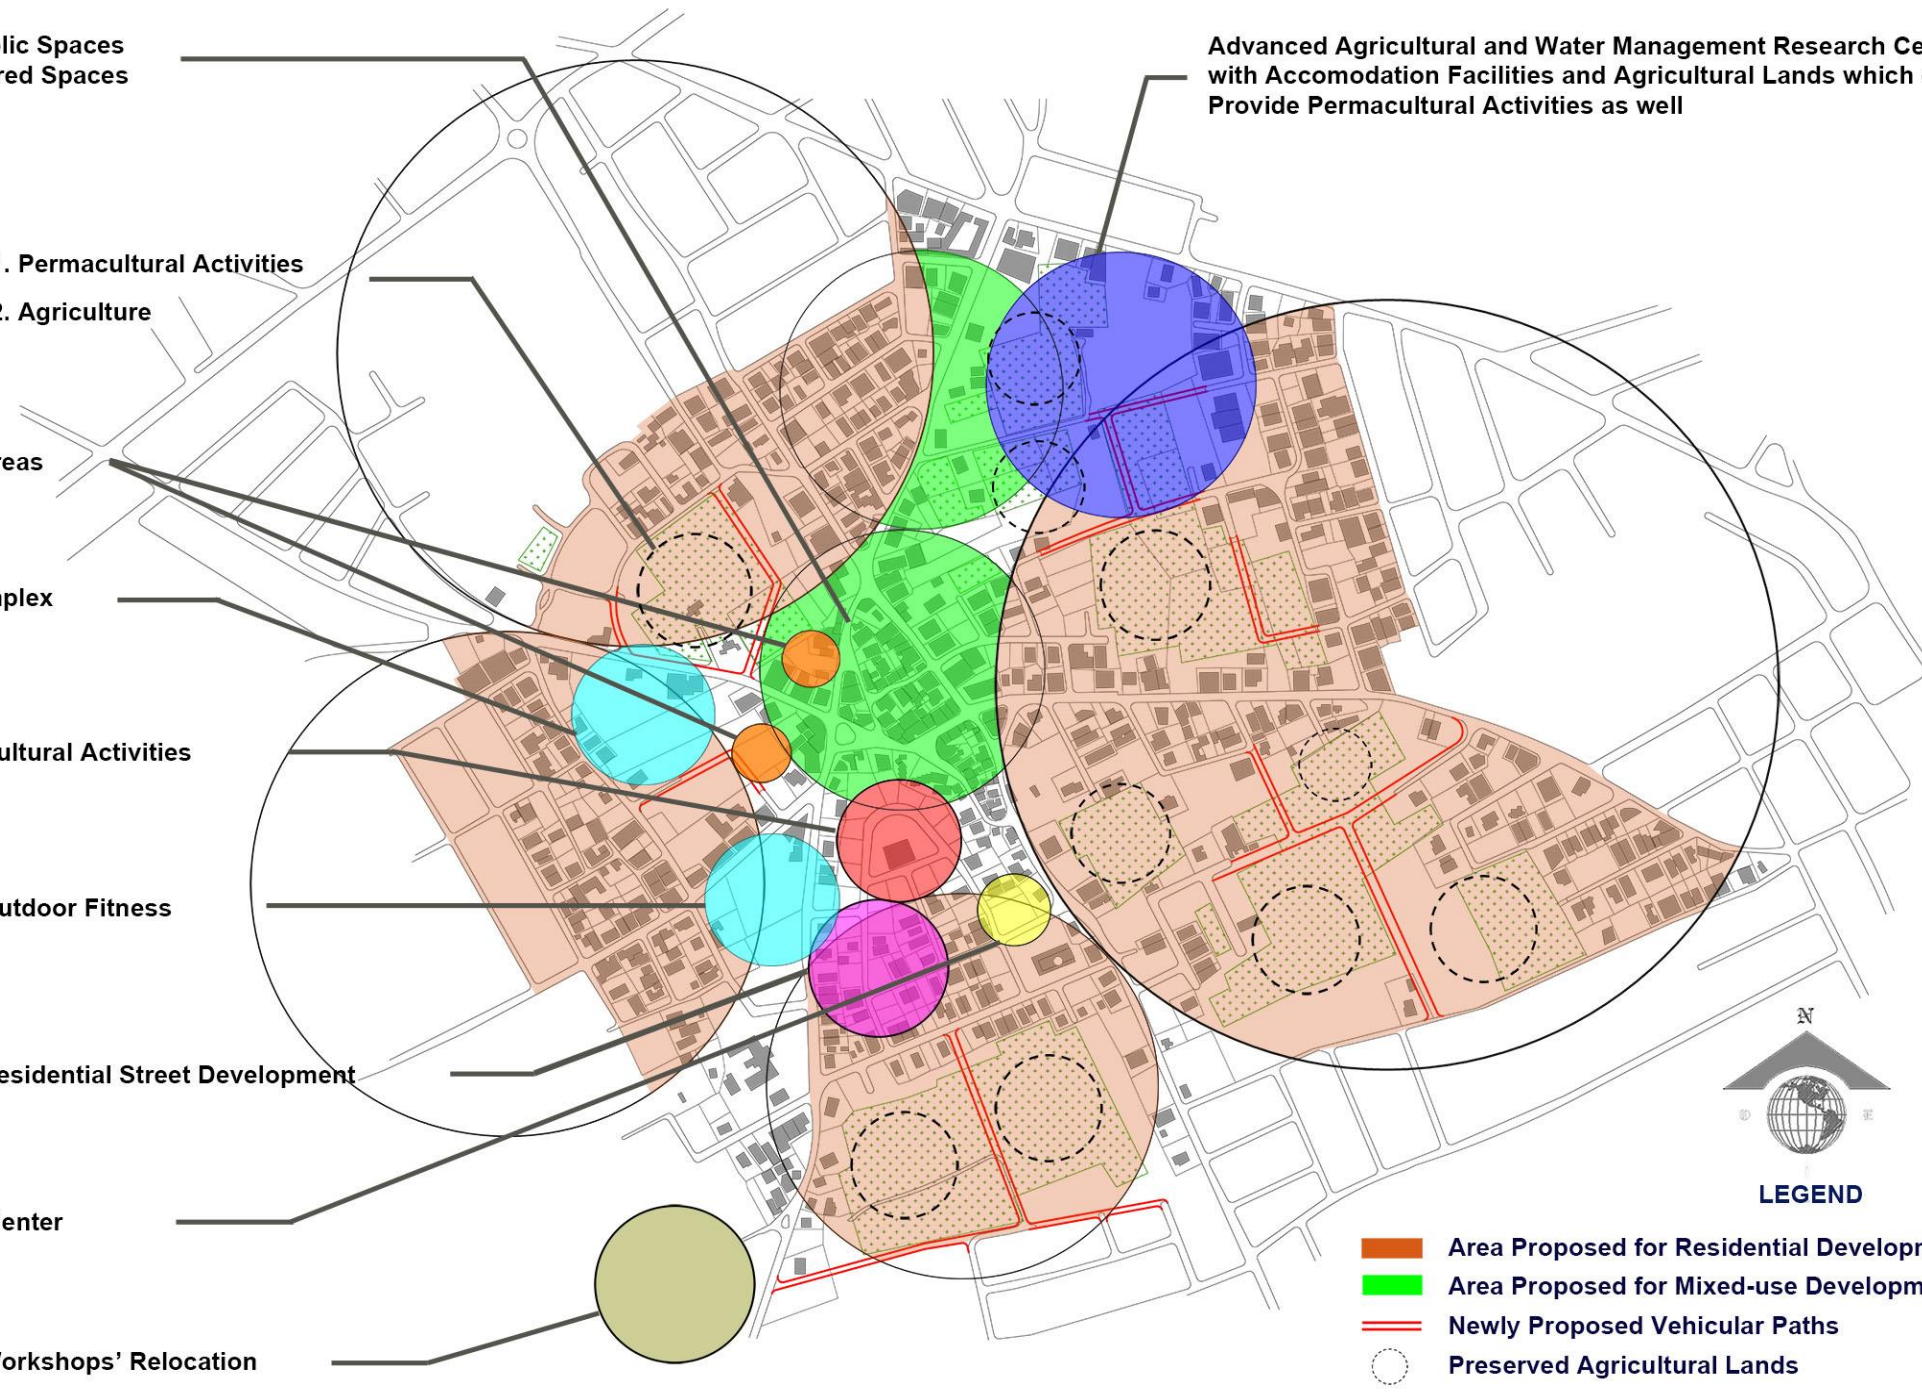 lic Spaces
red Spaces
Advanced Agricultural and Water Management Research Ce
with Accomodation Facilities and Agricultural Lands which
Provide Permacultural Activities as well
. Permacultural Activities
2. Agriculture
reas
plex
ultural Activities
utdoor Fitness
esidential Street Development
enter
orkshops' Relocation
N
O
E
LEGEND
Area Proposed for Residential Developm
Area Proposed for Mixed-use Developm
Newly Proposed Vehicular Paths
Preserved Agricultural Lands